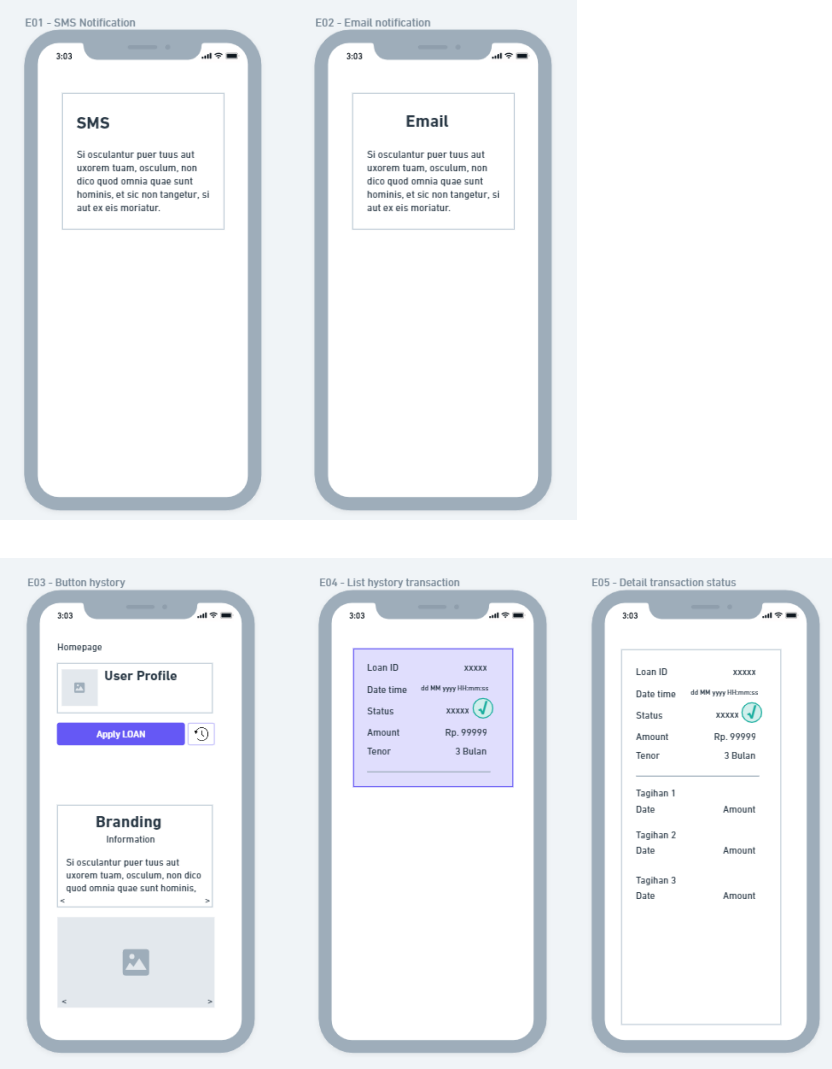 E01 - SMS Notification
E02 - Email notification
3:03
SMS
Si osculantur puer tuus aut
uxorem tuam, osculum, non
dico quod omnia quae sunt
hominis, et sic non tangetur, si
aut ex eis moriatur.
3:03
Email
Si osculantur puer tuus aut
uxorem tuam, osculum, non
dico quod omnia quae sunt
hominis, et sic non tangetur, si
aut ex eis moriatur.
E03 - Button hystory
3:03
Homepage
User Profile
Apply LOAN
Branding
Information
Si osculantur puer tuus aut
uxorem tuam, osculum, non dico
quod omnia quae sunt hominis,
< >
< >
E04 - List hystory transaction
3:03
Loan ID xxxxx
Date time dd MM yyyy HH:mm:ss
Status xxxxx
Amount Rp. 99999
Tenor 3 Bulan
E05 - Detail transaction status
3:03
Loan ID xxxxx
Date time dd MM yyyy HH:mm:ss
Status xxxxx
Amount Rp. 99999
Tenor 3 Bulan
Tagihan 1
Date Amount
Tagihan 2
Date Amount
Tagihan 3
Date Amount